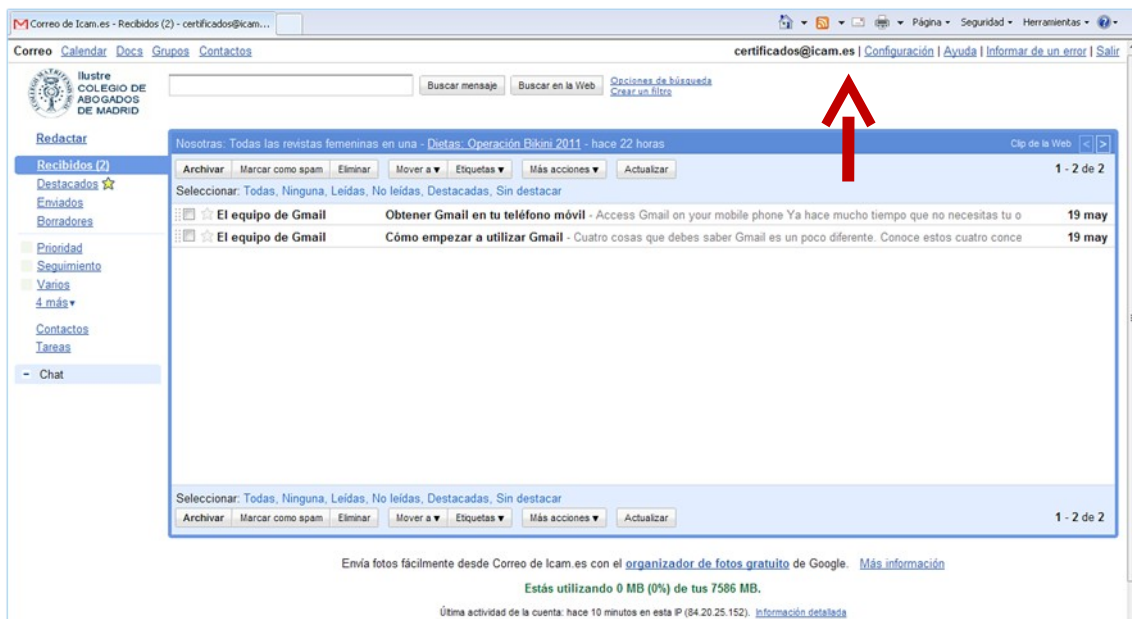 Correo de Icam.es - Recibidos (2) - certificados@icam...
Página Seguridad Herramientas
Correo Calendar Docs Grupos Contactos
certificados@icam.es | Configuración | Ayuda | Informar de un error | Salir
Ilustre
COLEGIO DE
ABOGADOS
DE MADRID
Buscar mensaje Buscar en la Web
Opciones de búsqueda
Crear un filtro
Redactar
Recibidos (2)
Destacados
Enviados
Borradores
Prioridad
Seguimiento
Varios
4 más▾
Contactos
Tareas
− Chat
Nosotras: Todas las revistas femeninas en una - Dietas: Operación Bikini 2011 - hace 22 horas Clip de la Web < >
Archivar Marcar como spam Eliminar Mover a ▼ Etiquetas ▼ Más acciones ▼ Actualizar 1 - 2 de 2
Seleccionar: Todas, Ninguna, Leídas, No leídas, Destacadas, Sin destacar
El equipo de Gmail Obtener Gmail en tu teléfono móvil - Access Gmail on your mobile phone Ya hace mucho tiempo que no necesitas tu o 19 may
El equipo de Gmail Cómo empezar a utilizar Gmail - Cuatro cosas que debes saber Gmail es un poco diferente. Conoce estos cuatro conce 19 may
Seleccionar: Todas, Ninguna, Leídas, No leídas, Destacadas, Sin destacar
Archivar Marcar como spam Eliminar Mover a ▼ Etiquetas ▼ Más acciones ▼ Actualizar 1 - 2 de 2
Envía fotos fácilmente desde Correo de Icam.es con el organizador de fotos gratuito de Google. Más información
Estás utilizando 0 MB (0%) de tus 7586 MB.
Última actividad de la cuenta: hace 10 minutos en esta IP (84.20.25.152). Información detallada